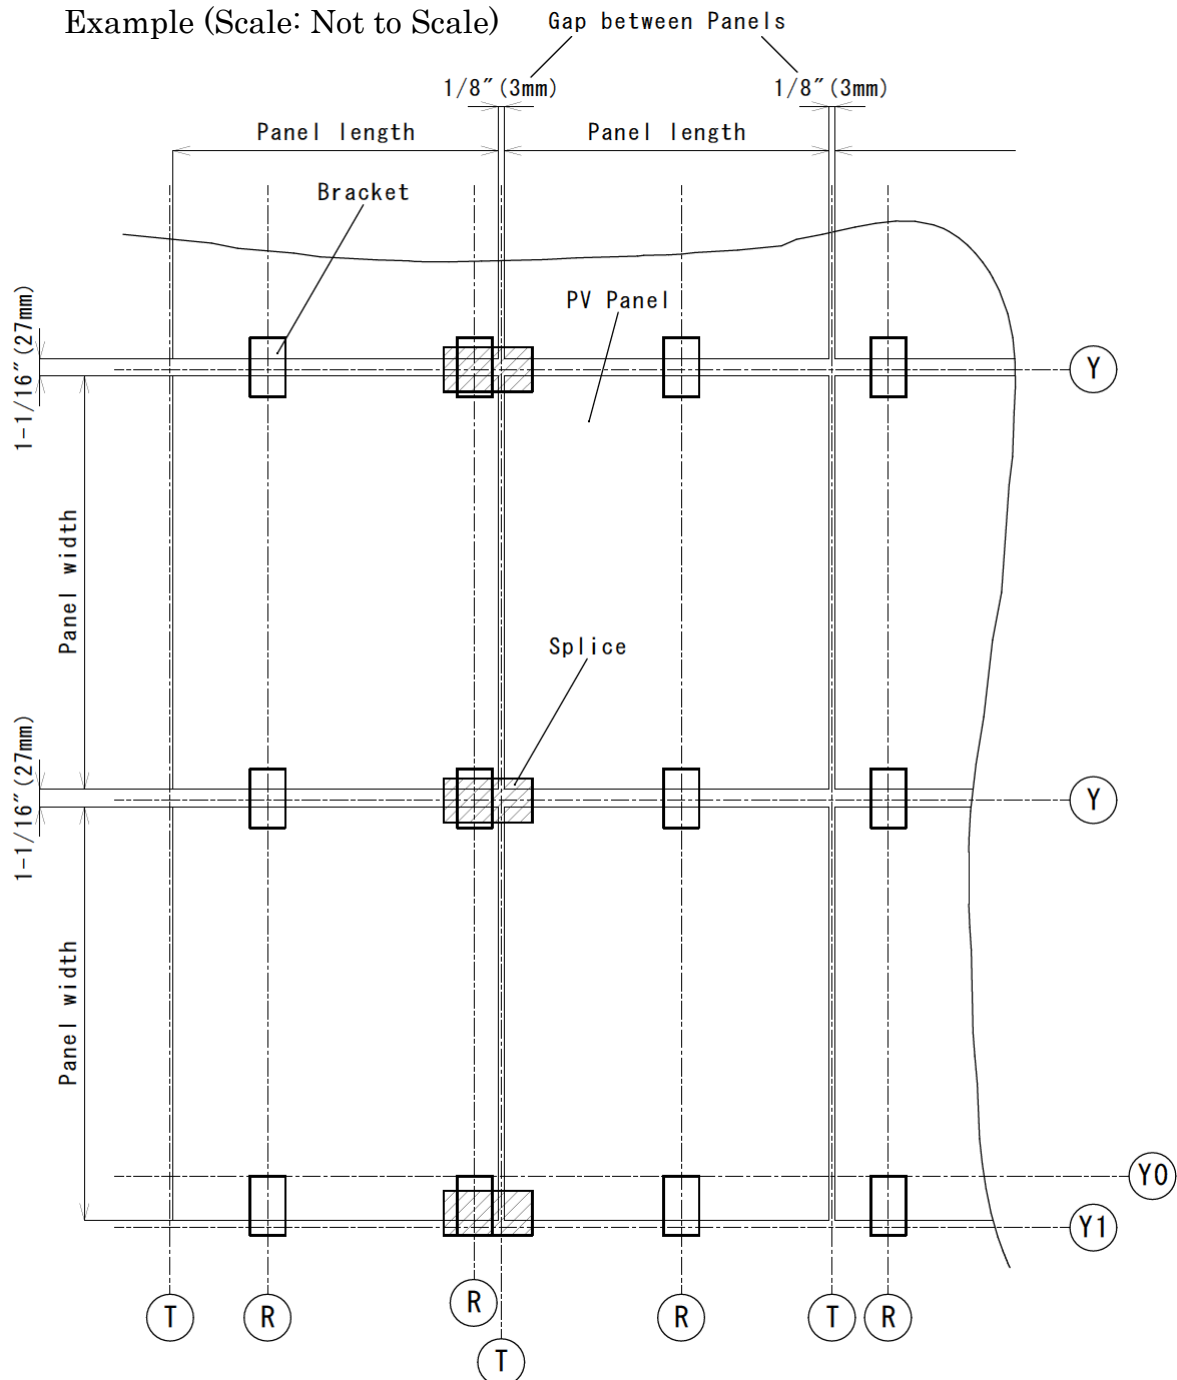 Example (Scale: Not to Scale)
Gap between Panels
1/8"(3mm)
1/8"(3mm)
Panel length
Panel length
Bracket
PV Panel
1-1/16"(27mm)
Y
Panel width
Splice
1-1/16"(27mm)
Y
Panel width
Y0
Y1
T
R
R
T
R
T
R